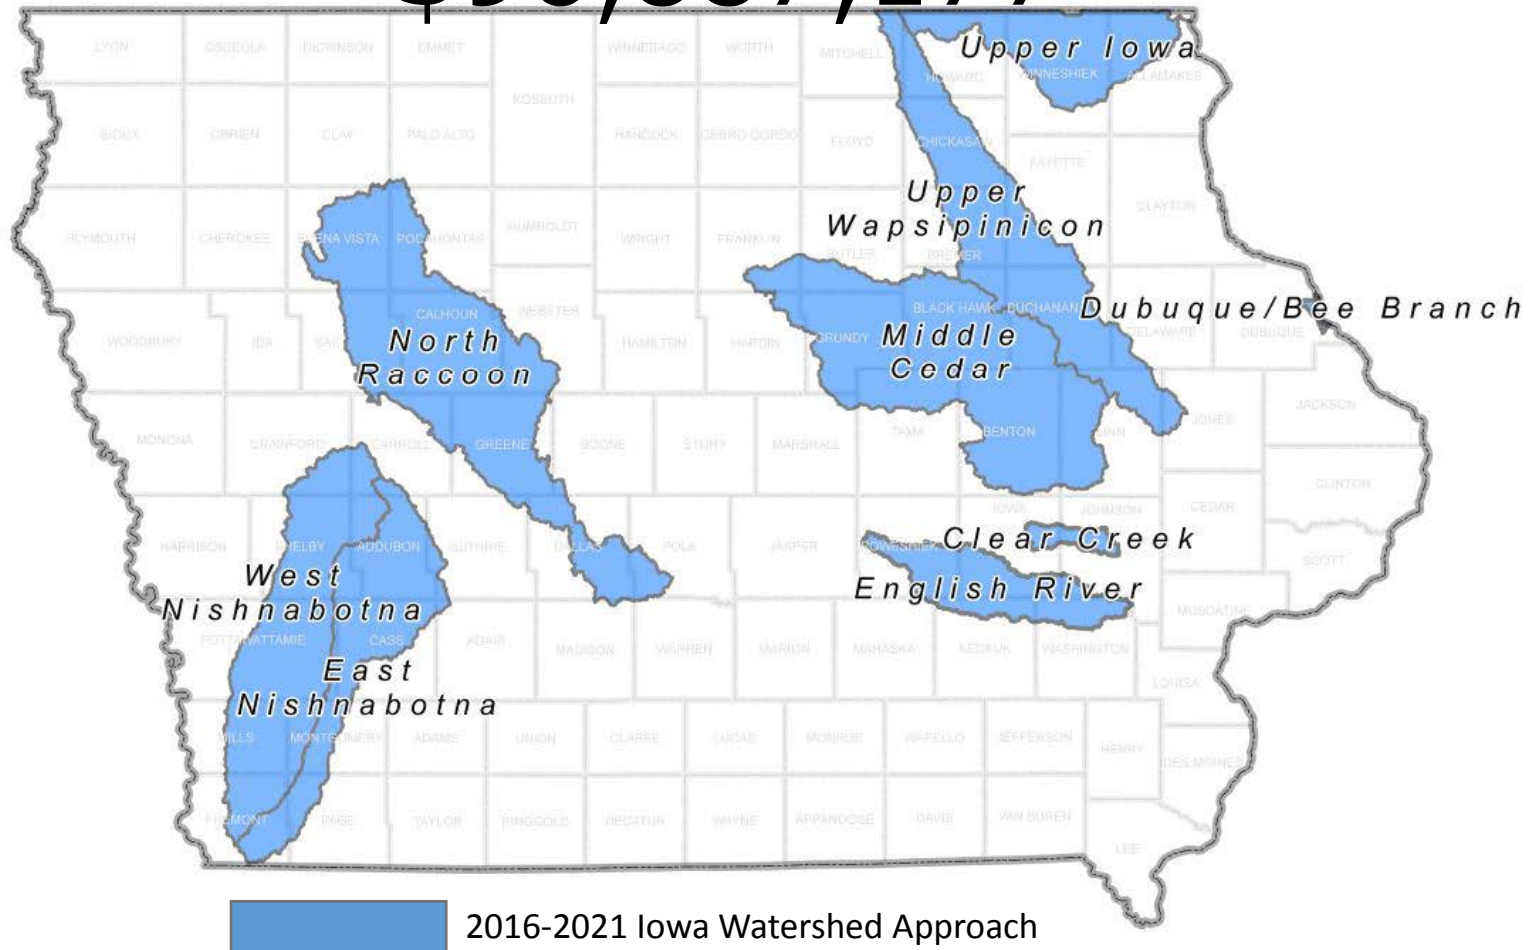 LYON OSCEOLA DICKINSON EMMET WINNEBAGO WORTH MITCHELL
Upper Iowa
HOWARD WINNESHIEK ALLAMAKEE
KOSSUTH
SIOUX OBRIEN CLAY PALO ALTO HANCOCK CERRO GORDO FLOYD CHICKASAW
FAYETTE
CLAYTON
Upper
Wapsipinicon
PLYMOUTH CHEROKEE BUENA VISTA POCAHONTAS HUMBOLDT WRIGHT FRANKLIN BUTLER BREMER
Dubuque/Bee Branch
WOODBURY IDA SAC CALHOUN WEBSTER HAMILTON HARDIN GRUNDY BLACK HAWK BUCHANAN DELAWARE DUBUQUE
North
Raccoon
Middle
Cedar
MONONA CRAWFORD CARROLL GREENE BOONE STORY MARSHALL TAMA BENTON LINN JONES JACKSON
CLINTON
IOWA JOHNSON CEDAR
HARRISON SHELBY AUDUBON GUTHRIE DALLAS POLK JASPER POWESHIEK SCOTT
Clear Creek
English River
West
Nishnabotna
MUSCATINE
POTTAWATTAMIE CASS ADAIR MADISON WARREN MARION MAHASKA KEOKUK WASHINGTON
LOUISA
East
Nishnabotna
MILLS MONTGOMERY ADAMS UNION CLARKE LUCAS MONROE WAPELLO JEFFERSON HENRY DES MOINES
FREMONT PAGE TAYLOR RINGGOLD DECATUR WAYNE APPANOOSE DAVIS VAN BUREN
LEE
2016-2021 Iowa Watershed Approach